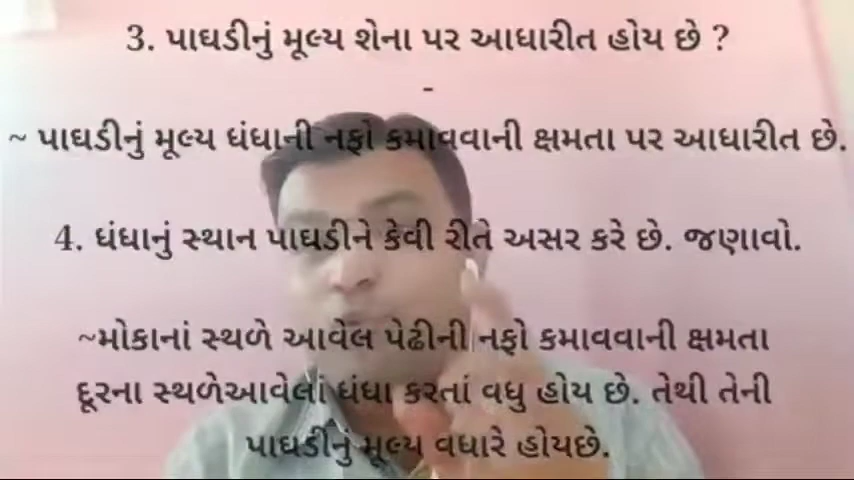 3. પાઘડીનું મૂલ્ય શેના પર આધારીત હોય છે ?
-
~ પાઘડીનું મૂલ્ય ધંધાની નફો કમાવવાની ક્ષમતા પર આધારીત છે.
4. ધંધાનું સ્થાન પાઘડીને કેવી રીતે અસર કરે છે. જણાવો.
~મોકાનાં સ્થળે આવેલ પેઢીની નફો કમાવવાની ક્ષમતા
દૂરના સ્થળેઆવેલાં ધંધા કરતાં વધુ હોય છે. તેથી તેની
પાઘડીનું મૂલ્ય વધારે હોયછે.